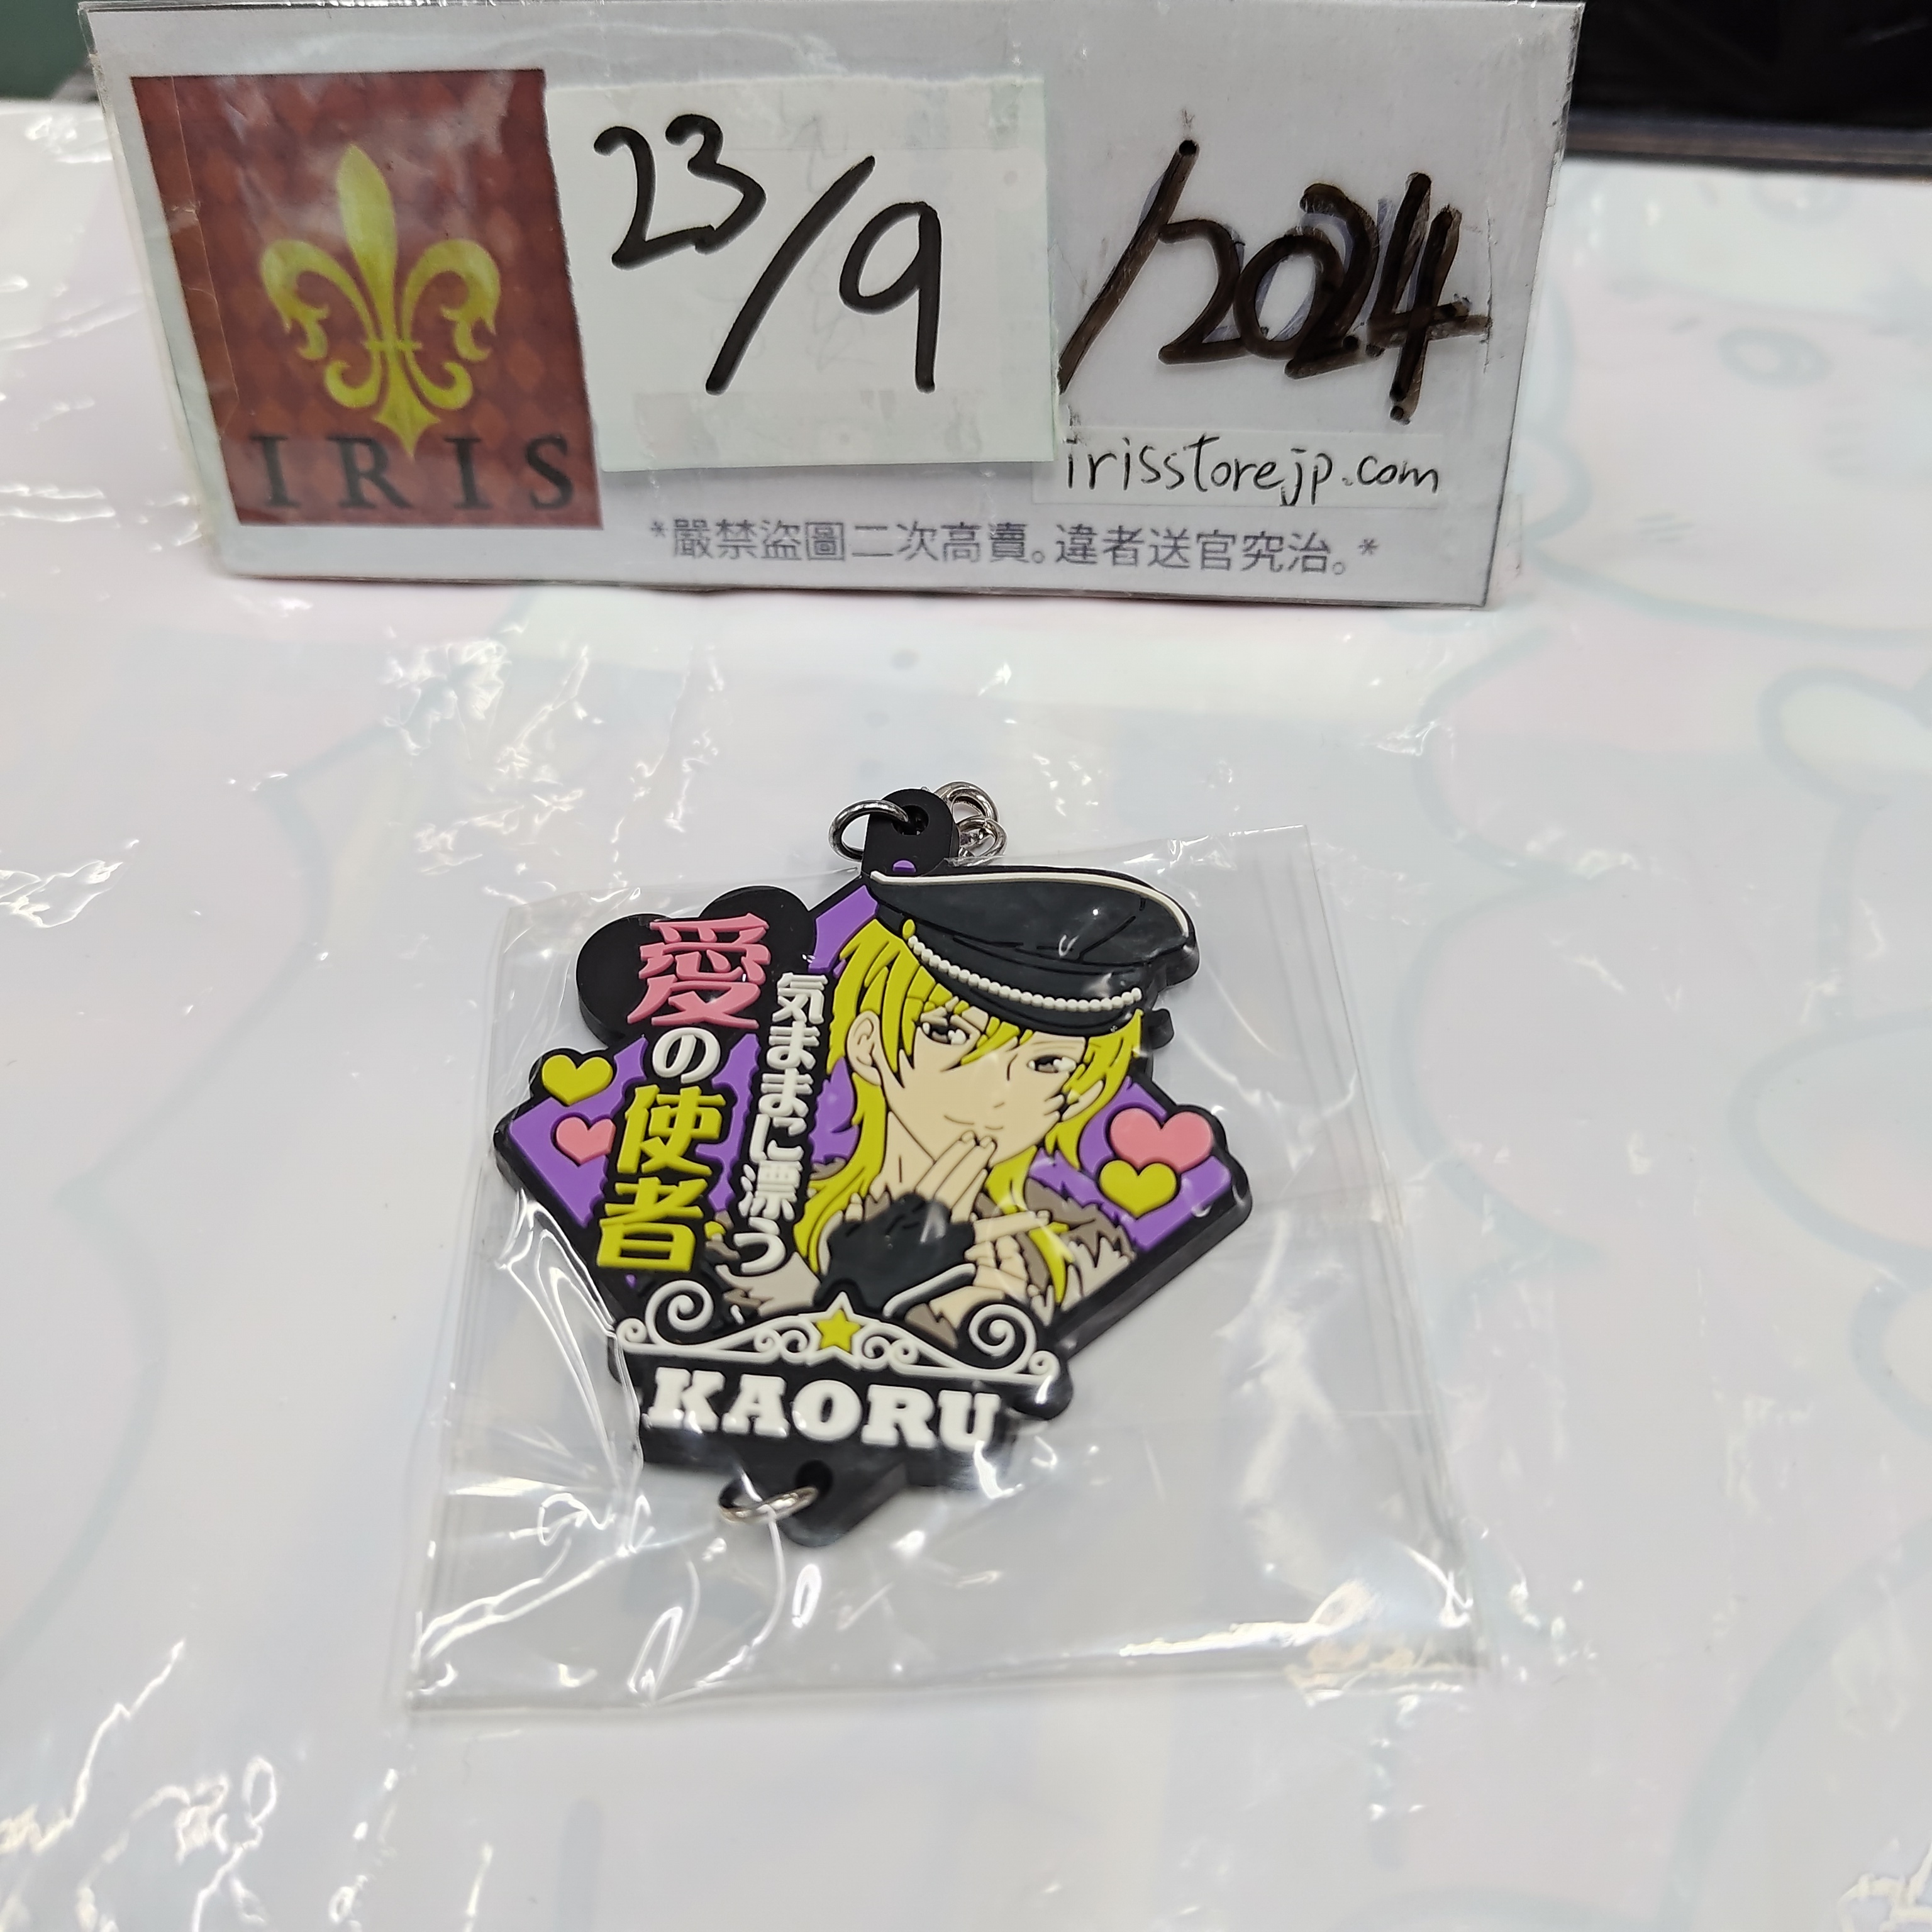 23/9/2024
IRIS
irisstorejp.com
*嚴禁盜圖二次高賣。違者送官究治。*
気ままに漂う
愛の使者
KAORU